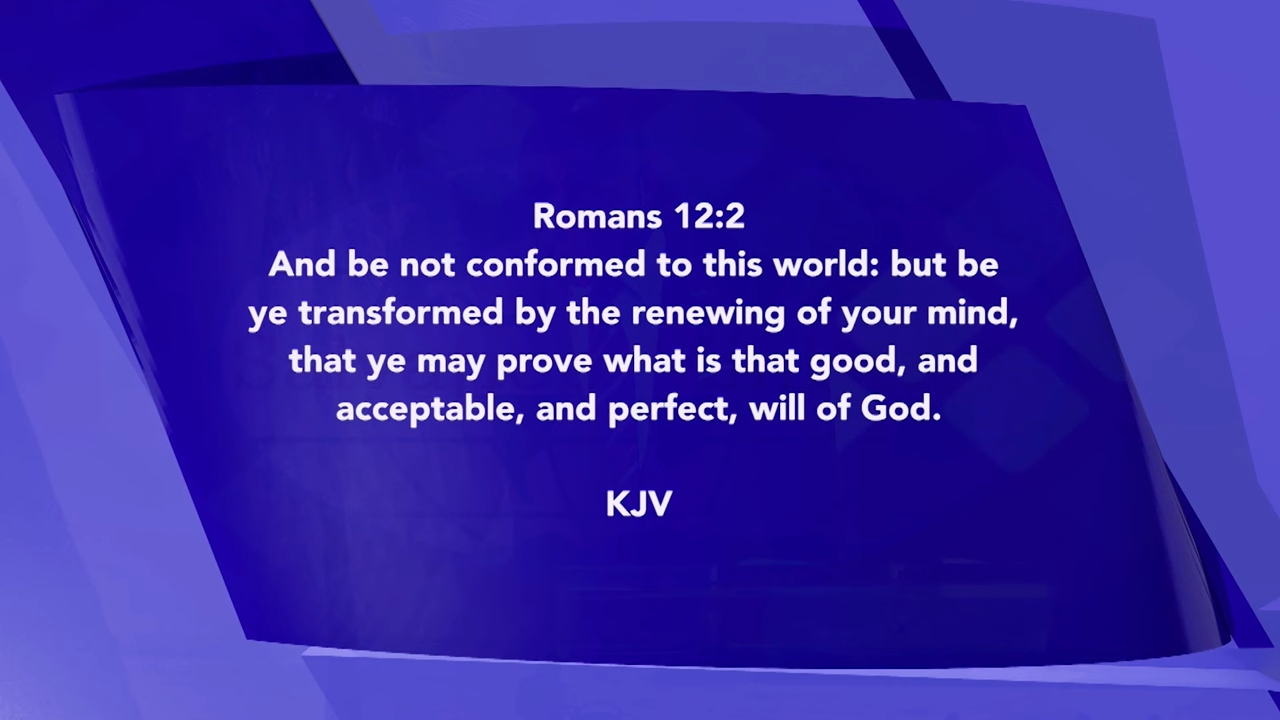 Romans 12:2
And be not conformed to this world: but be
ye transformed by the renewing of your mind,
that ye may prove what is that good, and
acceptable, and perfect, will of God.
KJV